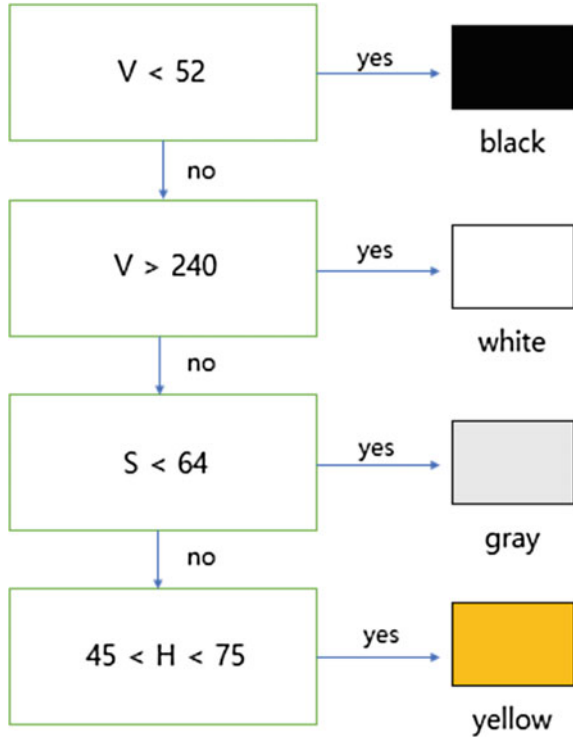 V < 52
yes
black
no
V > 240
yes
white
no
S < 64
yes
gray
no
45 < H < 75
yes
yellow